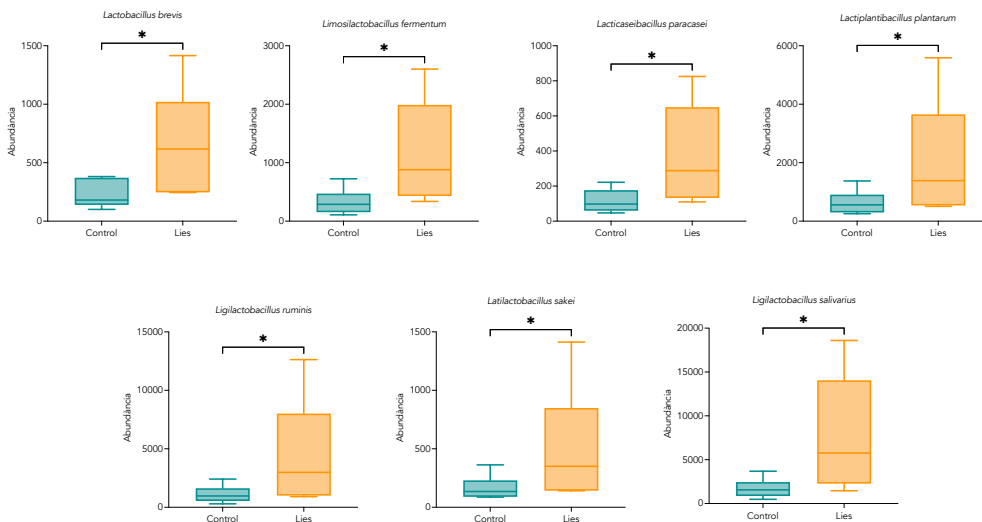 Lactobacillus brevis
*
1500
1000
500
0
Abundància
Control
Lies
Limosilactobacillus fermentum
*
3000
2000
1000
0
Abundància
Control
Lies
Lacticaseibacillus paracasei
*
1000
800
600
400
200
0
Abundància
Control
Lies
Lactiplantibacillus plantarum
*
6000
4000
2000
0
Abundància
Control
Lies
Ligilactobacillus ruminis
*
15000
10000
5000
0
Abundància
Control
Lies
Latilactobacillus sakei
*
1500
1000
500
0
Abundància
Control
Lies
Ligilactobacillus salivarius
*
20000
15000
10000
5000
0
Abundància
Control
Lies